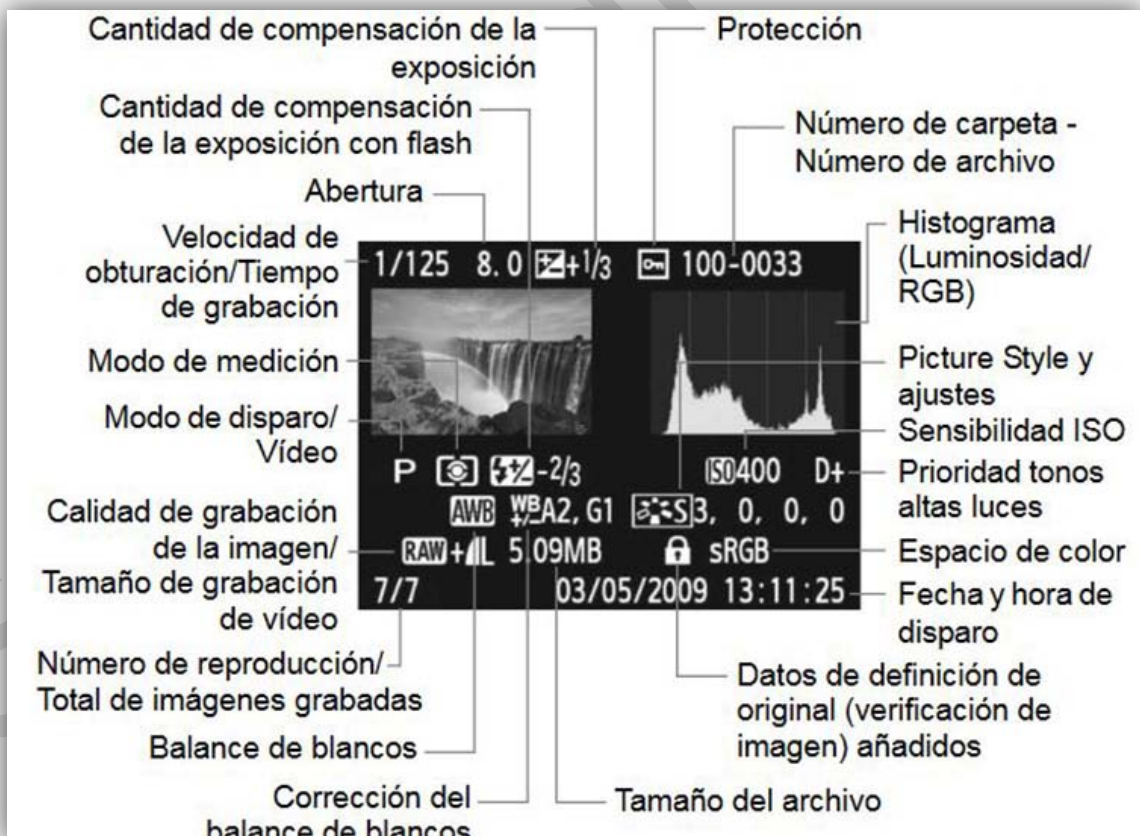 Cantidad de compensación de la
exposición
Protección
Cantidad de compensación
de la exposición con flash
Número de carpeta -
Número de archivo
Abertura
Histograma
(Luminosidad/
RGB)
Velocidad de
obturación/Tiempo
de grabación
1/125 8.0 +1/3 100-0033
Modo de medición
Picture Style y
ajustes
Modo de disparo/
Vídeo
Sensibilidad ISO
P -2/3 ISO400 D+
Prioridad tonos
altas luces
AWB WB+/-A2, G1 S3, 0, 0, 0
Calidad de grabación
de la imagen/
Tamaño de grabación
de vídeo
RAW+L 5.09MB sRGB
Espacio de color
7/7 03/05/2009 13:11:25
Fecha y hora de
disparo
Número de reproducción/
Total de imágenes grabadas
Datos de definición de
original (verificación de
imagen) añadidos
Balance de blancos
Corrección del
balance de blancos
Tamaño del archivo